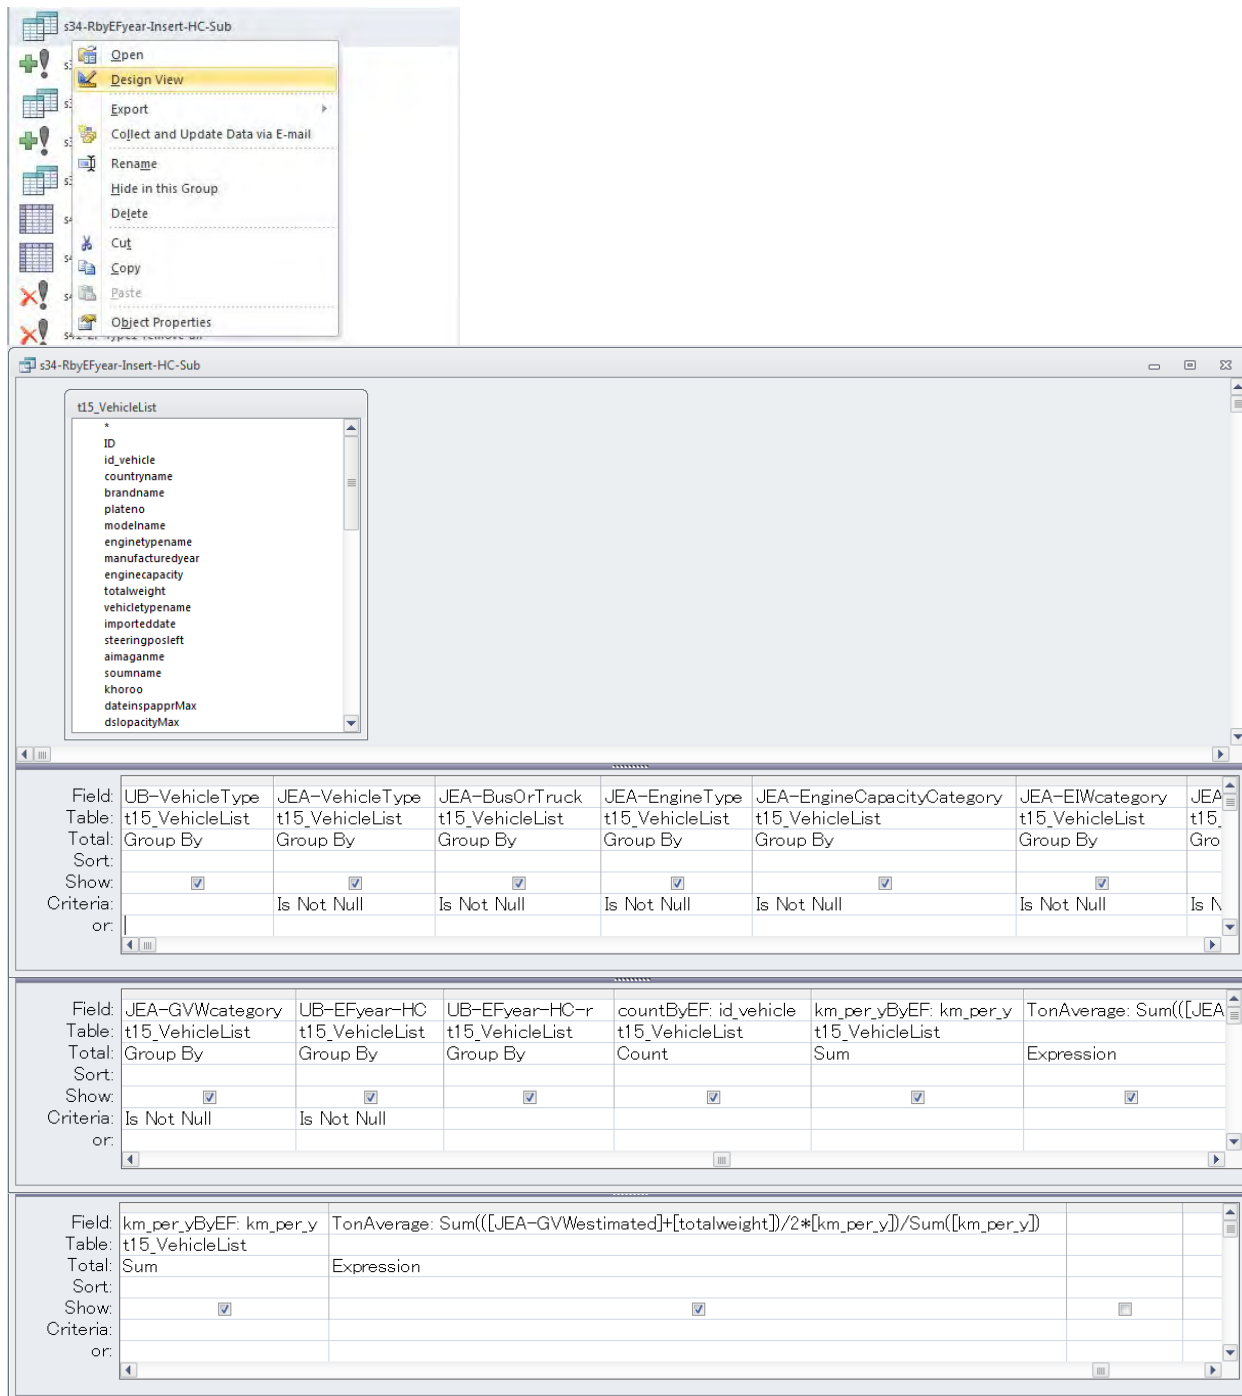 s34-RbyEFyear-Insert-HC-Sub
Open
Design View
Export
Collect and Update Data via E-mail
Rename
Hide in this Group
Delete
Cut
Copy
Paste
Object Properties
s34-RbyEFyear-Insert-HC-Sub
t15_VehicleList
*
ID
id_vehicle
countryname
brandname
plateno
modelname
enginetypename
manufacturedyear
enginecapacity
totalweight
vehicletypename
importeddate
steeringposleft
aimaganme
soumname
khoroo
dateinspapprMax
dslopacityMax
Field: UB-VehicleType JEA-VehicleType JEA-BusOrTruck JEA-EngineType JEA-EngineCapacityCategory JEA-EIWcategory JEA
Table: t15_VehicleList t15_VehicleList t15_VehicleList t15_VehicleList t15_VehicleList t15_VehicleList t15_
Total: Group By Group By Group By Group By Group By Group By Gro
Sort:
Show:
Criteria: Is Not Null Is Not Null Is Not Null Is Not Null Is Not Null Is N
or:
Field: JEA-GVWcategory UB-EFyear-HC UB-EFyear-HC-r countByEF: id_vehicle km_per_yByEF: km_per_y TonAverage: Sum(([JEA
Table: t15_VehicleList t15_VehicleList t15_VehicleList t15_VehicleList t15_VehicleList
Total: Group By Group By Group By Count Sum Expression
Sort:
Show:
Criteria: Is Not Null Is Not Null
or:
Field: km_per_yByEF: km_per_y TonAverage: Sum(([JEA-GVWestimated]+[totalweight])/2*[km_per_y])/Sum([km_per_y])
Table: t15_VehicleList
Total: Sum Expression
Sort:
Show:
Criteria:
or: